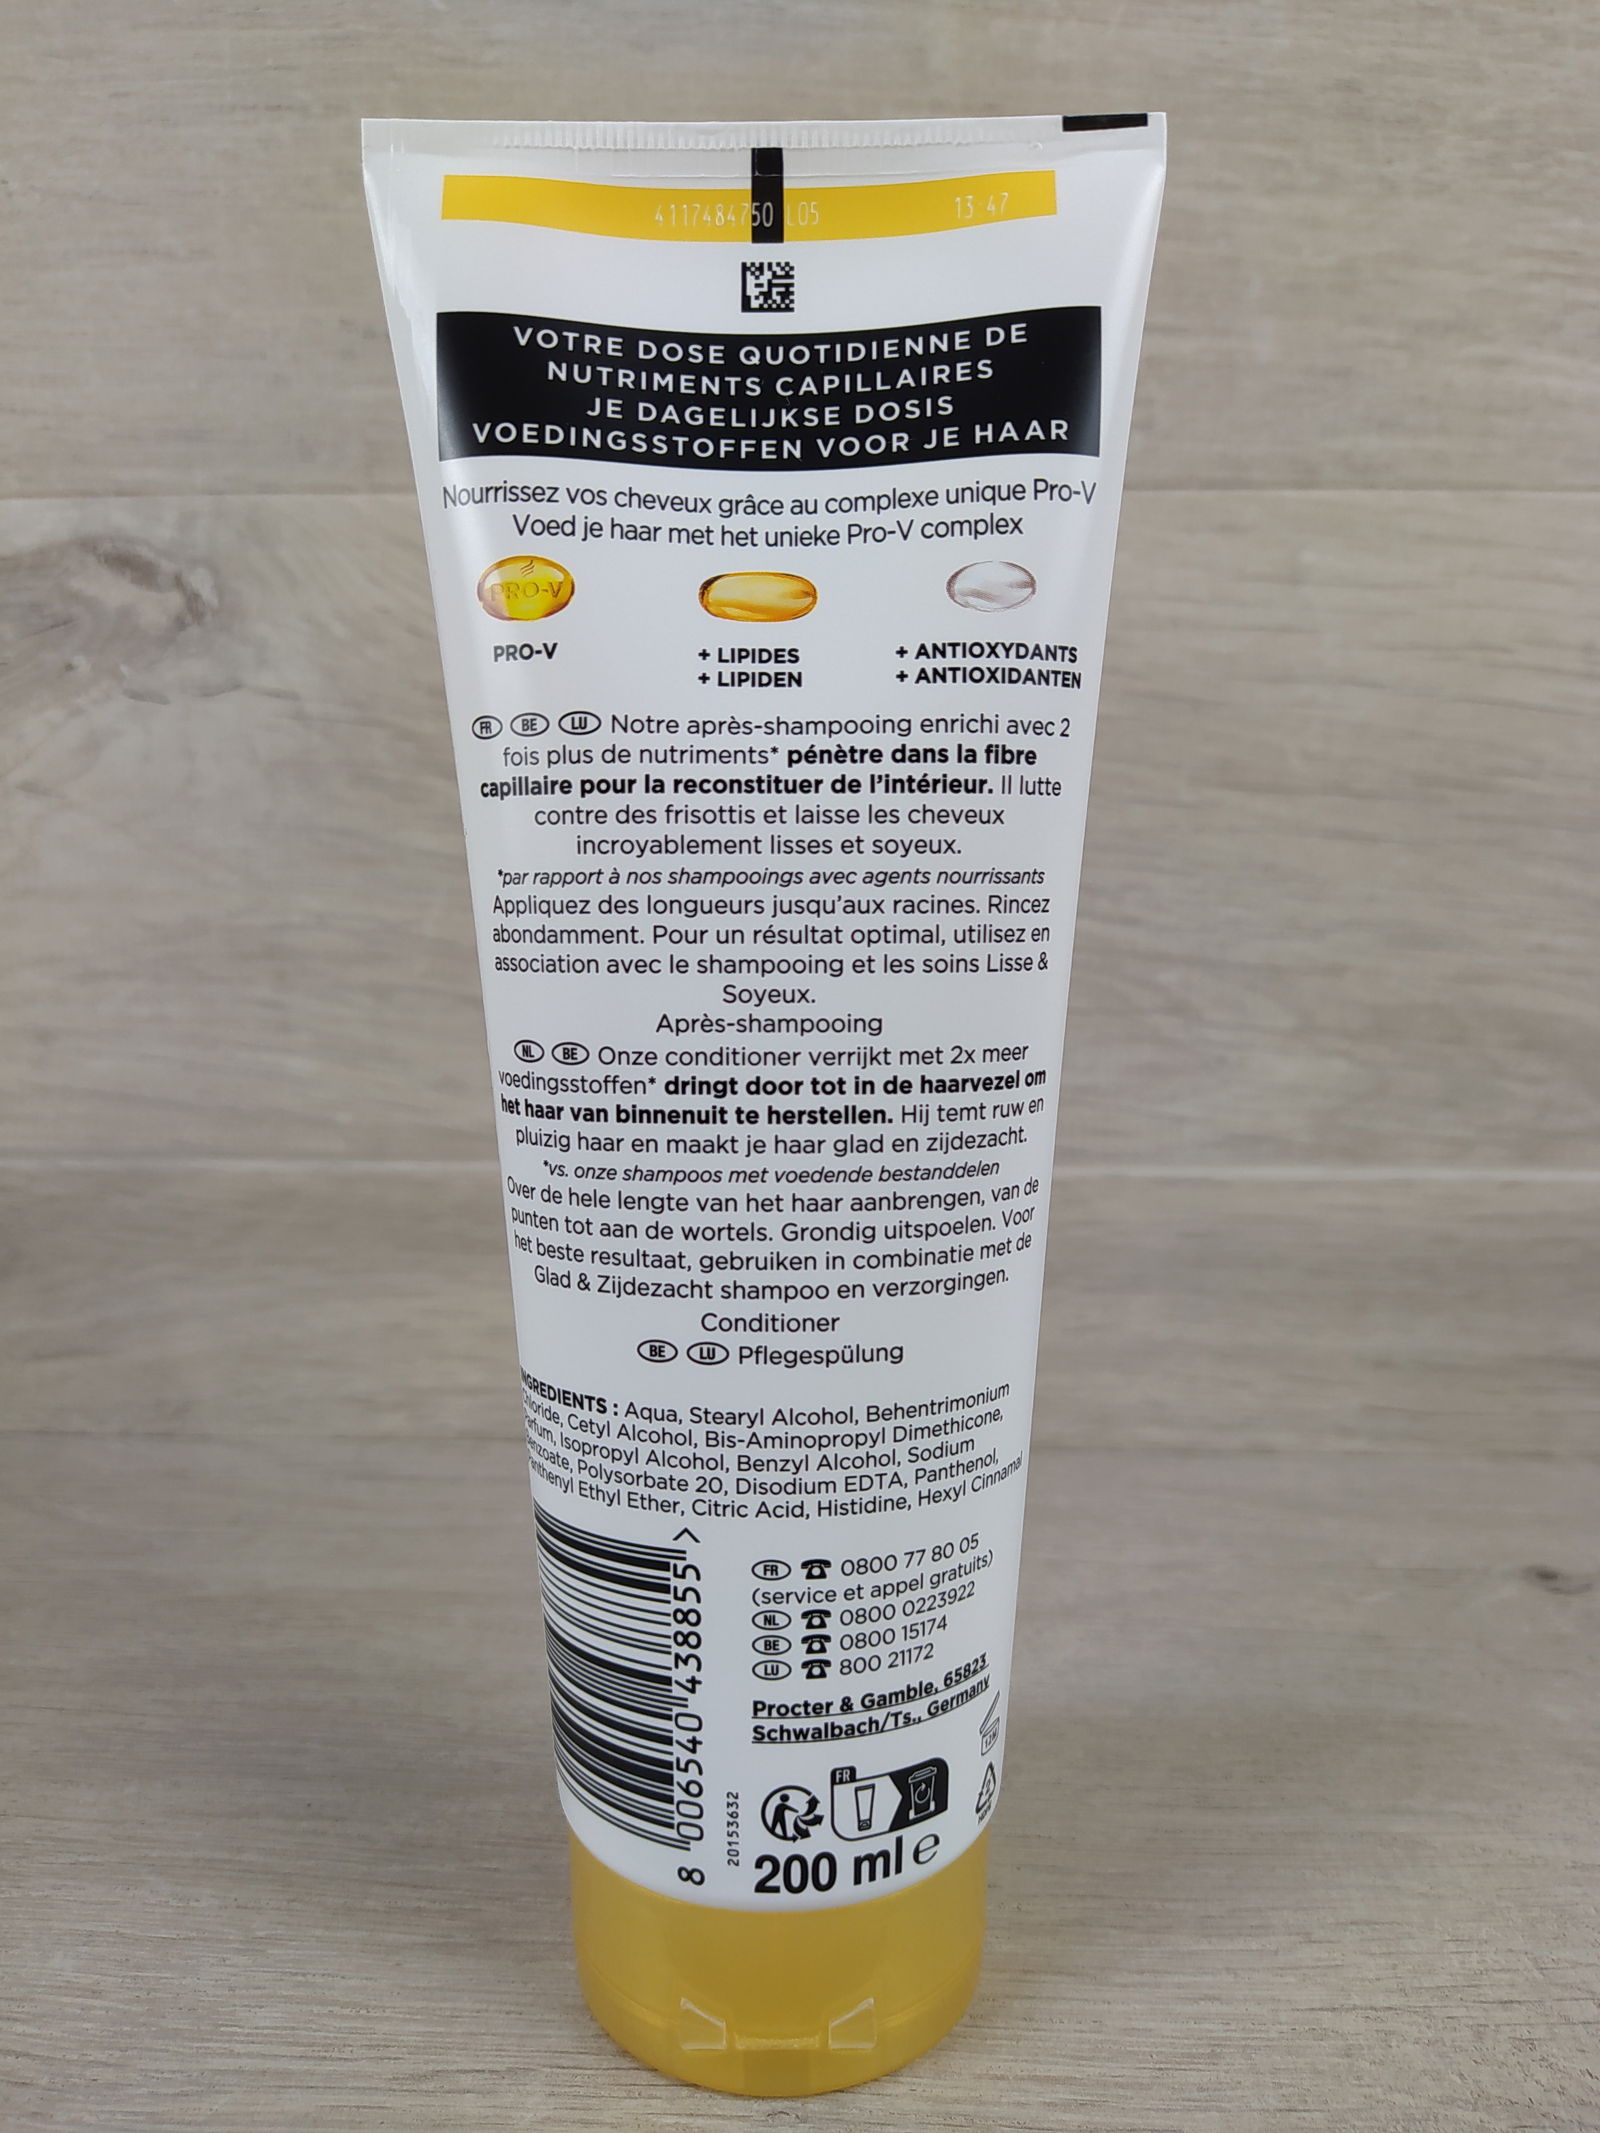 4117484750 L05 13:47
VOTRE DOSE QUOTIDIENNE DE
NUTRIMENTS CAPILLAIRES
JE DAGELIJKSE DOSIS
VOEDINGSSTOFFEN VOOR JE HAAR
Nourrissez vos cheveux grâce au complexe unique Pro-V
Voed je haar met het unieke Pro-V complex
PRO-V
PRO-V
+ LIPIDES
+ LIPIDEN
+ ANTIOXYDANTS
+ ANTIOXIDANTEN
FR BE LU Notre après-shampooing enrichi avec 2
fois plus de nutriments* pénètre dans la fibre
capillaire pour la reconstituer de l'intérieur. Il lutte
contre des frisottis et laisse les cheveux
incroyablement lisses et soyeux.
*par rapport à nos shampooings avec agents nourrissants
Appliquez des longueurs jusqu'aux racines. Rincez
abondamment. Pour un résultat optimal, utilisez en
association avec le shampooing et les soins Lisse &
Soyeux.
Après-shampooing
NL BE Onze conditioner verrijkt met 2x meer
voedingsstoffen* dringt door tot in de haarvezel om
het haar van binnenuit te herstellen. Hij temt ruw en
pluizig haar en maakt je haar glad en zijdezacht.
*vs. onze shampoos met voedende bestanddelen
Over de hele lengte van het haar aanbrengen, van de
punten tot aan de wortels. Grondig uitspoelen. Voor
het beste resultaat, gebruiken in combinatie met de
Glad & Zijdezacht shampoo en verzorgingen.
Conditioner
BE LU Pflegespülung
INGREDIENTS : Aqua, Stearyl Alcohol, Behentrimonium
Chloride, Cetyl Alcohol, Bis-Aminopropyl Dimethicone,
Parfum, Isopropyl Alcohol, Benzyl Alcohol, Sodium
Benzoate, Polysorbate 20, Disodium EDTA, Panthenol,
Panthenyl Ethyl Ether, Citric Acid, Histidine, Hexyl Cinnamal
8 006540 438855 >
FR 0800 77 80 05
(service et appel gratuits)
NL 0800 0223922
BE 0800 15174
LU 800 21172
Procter & Gamble, 65823
Schwalbach/Ts., Germany
12M
FR
2
20153632
200 ml e